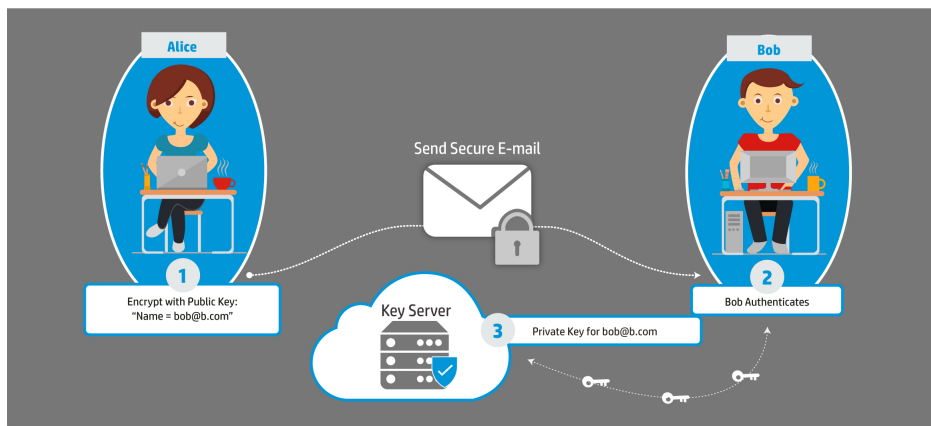 Alice
Bob
Send Secure E-mail
1
Encrypt with Public Key:
“Name = bob@b.com”
2
Bob Authenticates
Key Server
3
Private Key for bob@b.com